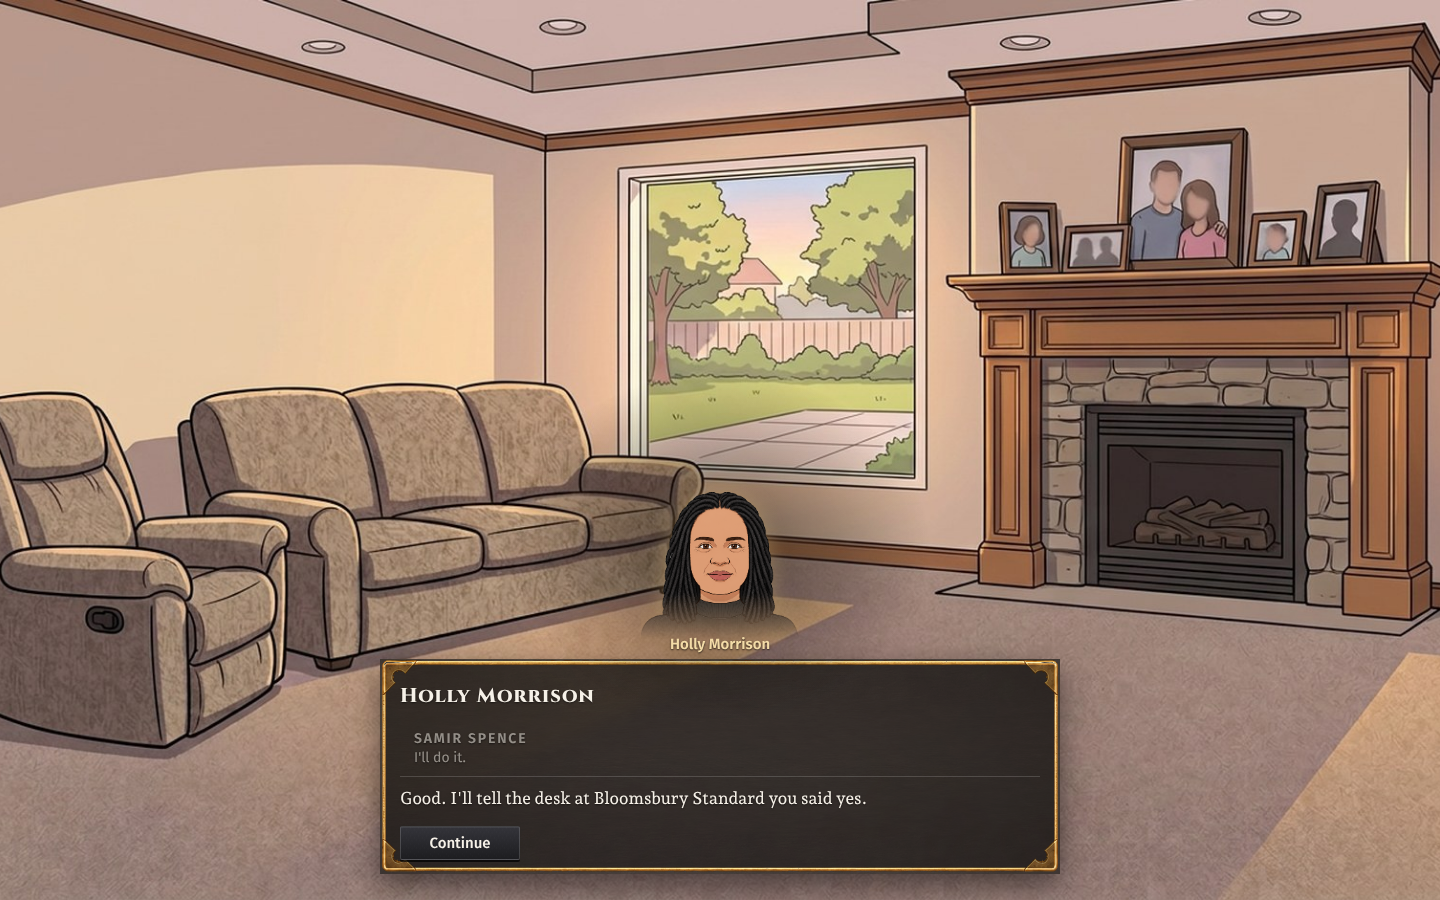 Holly Morrison
Holly Morrison
SAMIR SPENCE
I'll do it.
Good. I'll tell the desk at Bloomsbury Standard you said yes.
Continue